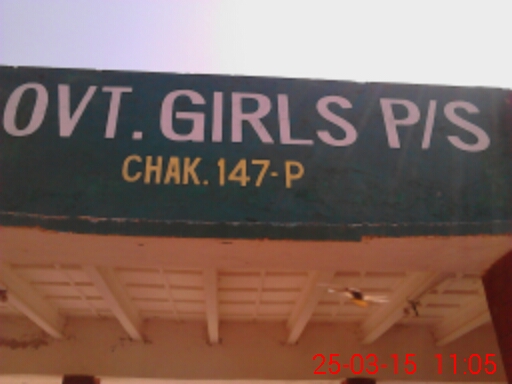 OVT. GIRLS P/S
CHAK. 147-P
25-03-15 11:05